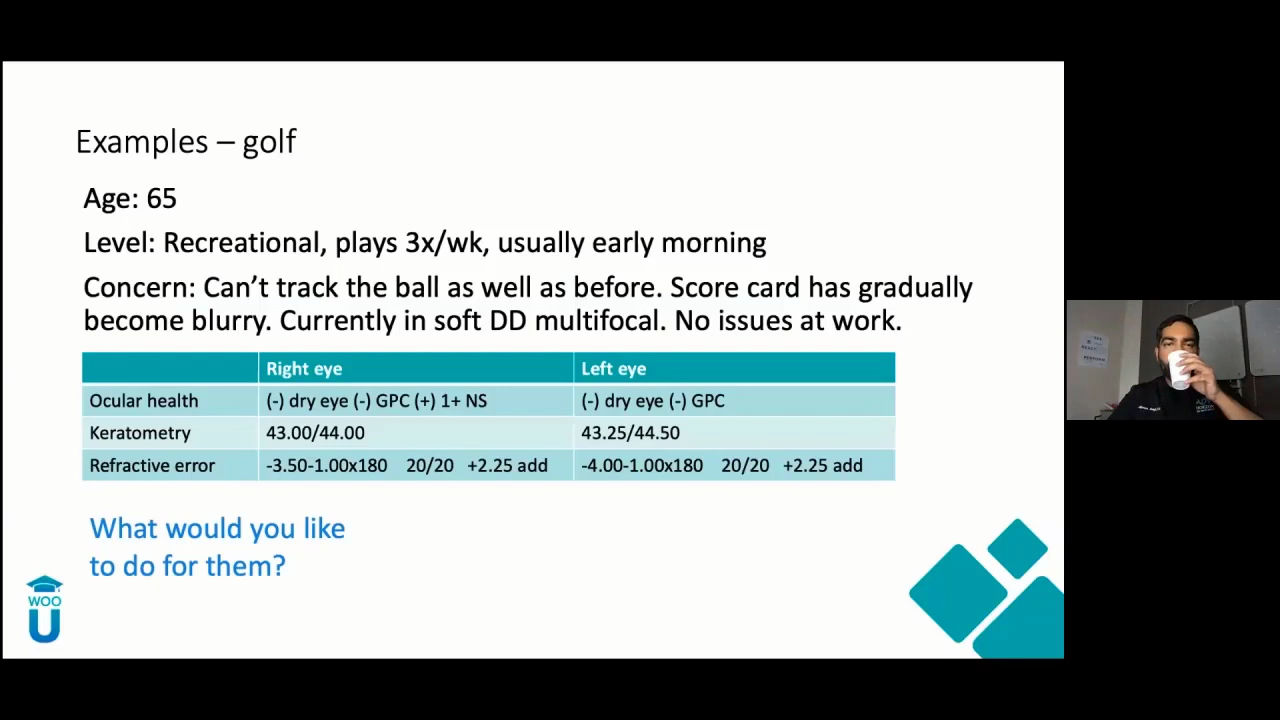 Examples – golf
Age: 65
Level: Recreational, plays 3x/wk, usually early morning
Concern: Can’t track the ball as well as before. Score card has gradually
become blurry. Currently in soft DD multifocal. No issues at work.
Right eye Left eye
Ocular health (-) dry eye (-) GPC (+) 1+ NS (-) dry eye (-) GPC
Keratometry 43.00/44.00 43.25/44.50
Refractive error -3.50-1.00x180 20/20 +2.25 add -4.00-1.00x180 20/20 +2.25 add
What would you like
to do for them?
WOO
U